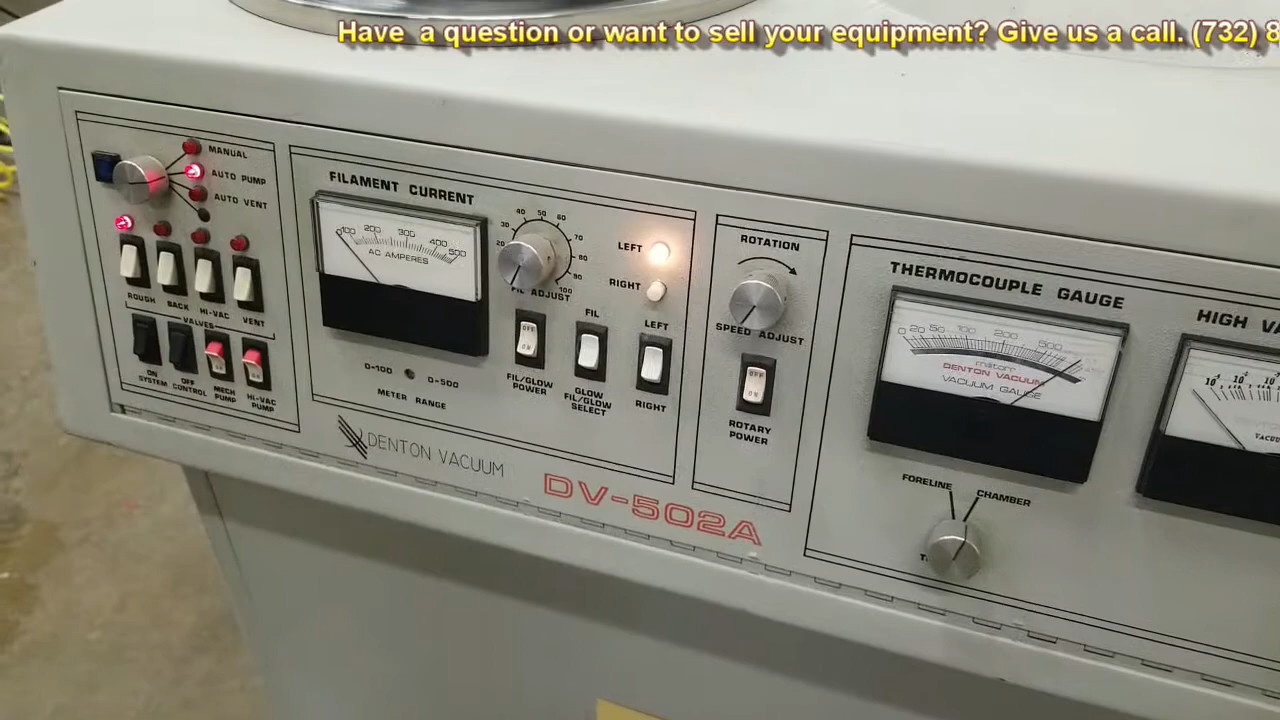 Have a question or want to sell your equipment? Give us a call. (732) 8
MANUAL
AUTO PUMP
AUTO VENT
ROUGH BACK HI-VAC VENT
VALVES
ON SYSTEM
OFF CONTROL
MECH PUMP
HI-VAC PUMP
FILAMENT CURRENT
100 200 300 400 500
AC AMPERES
0-100 0-500
METER RANGE
20 30 40 50 60 70 80 90 100
FIL ADJUST
LEFT
RIGHT
OFF
ON
FIL/GLOW POWER
FIL
GLOW
FIL/GLOW SELECT
LEFT
RIGHT
DENTON VACUUM
DV-502A
ROTATION
SPEED ADJUST
OFF
ON
ROTARY POWER
THERMOCOUPLE GAUGE
0 20 50 100 200 500
militorr
DENTON VACUUM
VACUUM GAUGE
FORELINE CHAMBER
HIGH VA